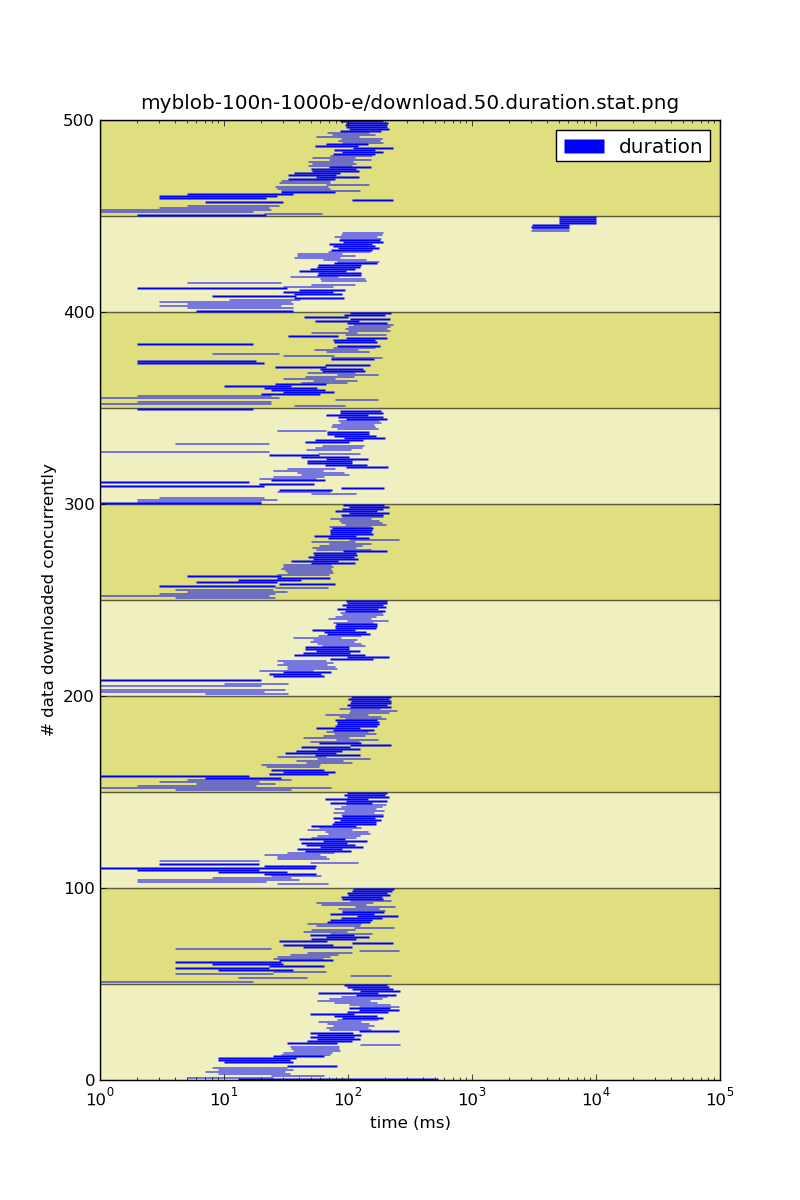 myblob-100n-1000b-e/download.50.duration.stat.png
duration
500
400
300
200
100
0
# data downloaded concurrently
10^0 10^1 10^2 10^3 10^4 10^5
time (ms)